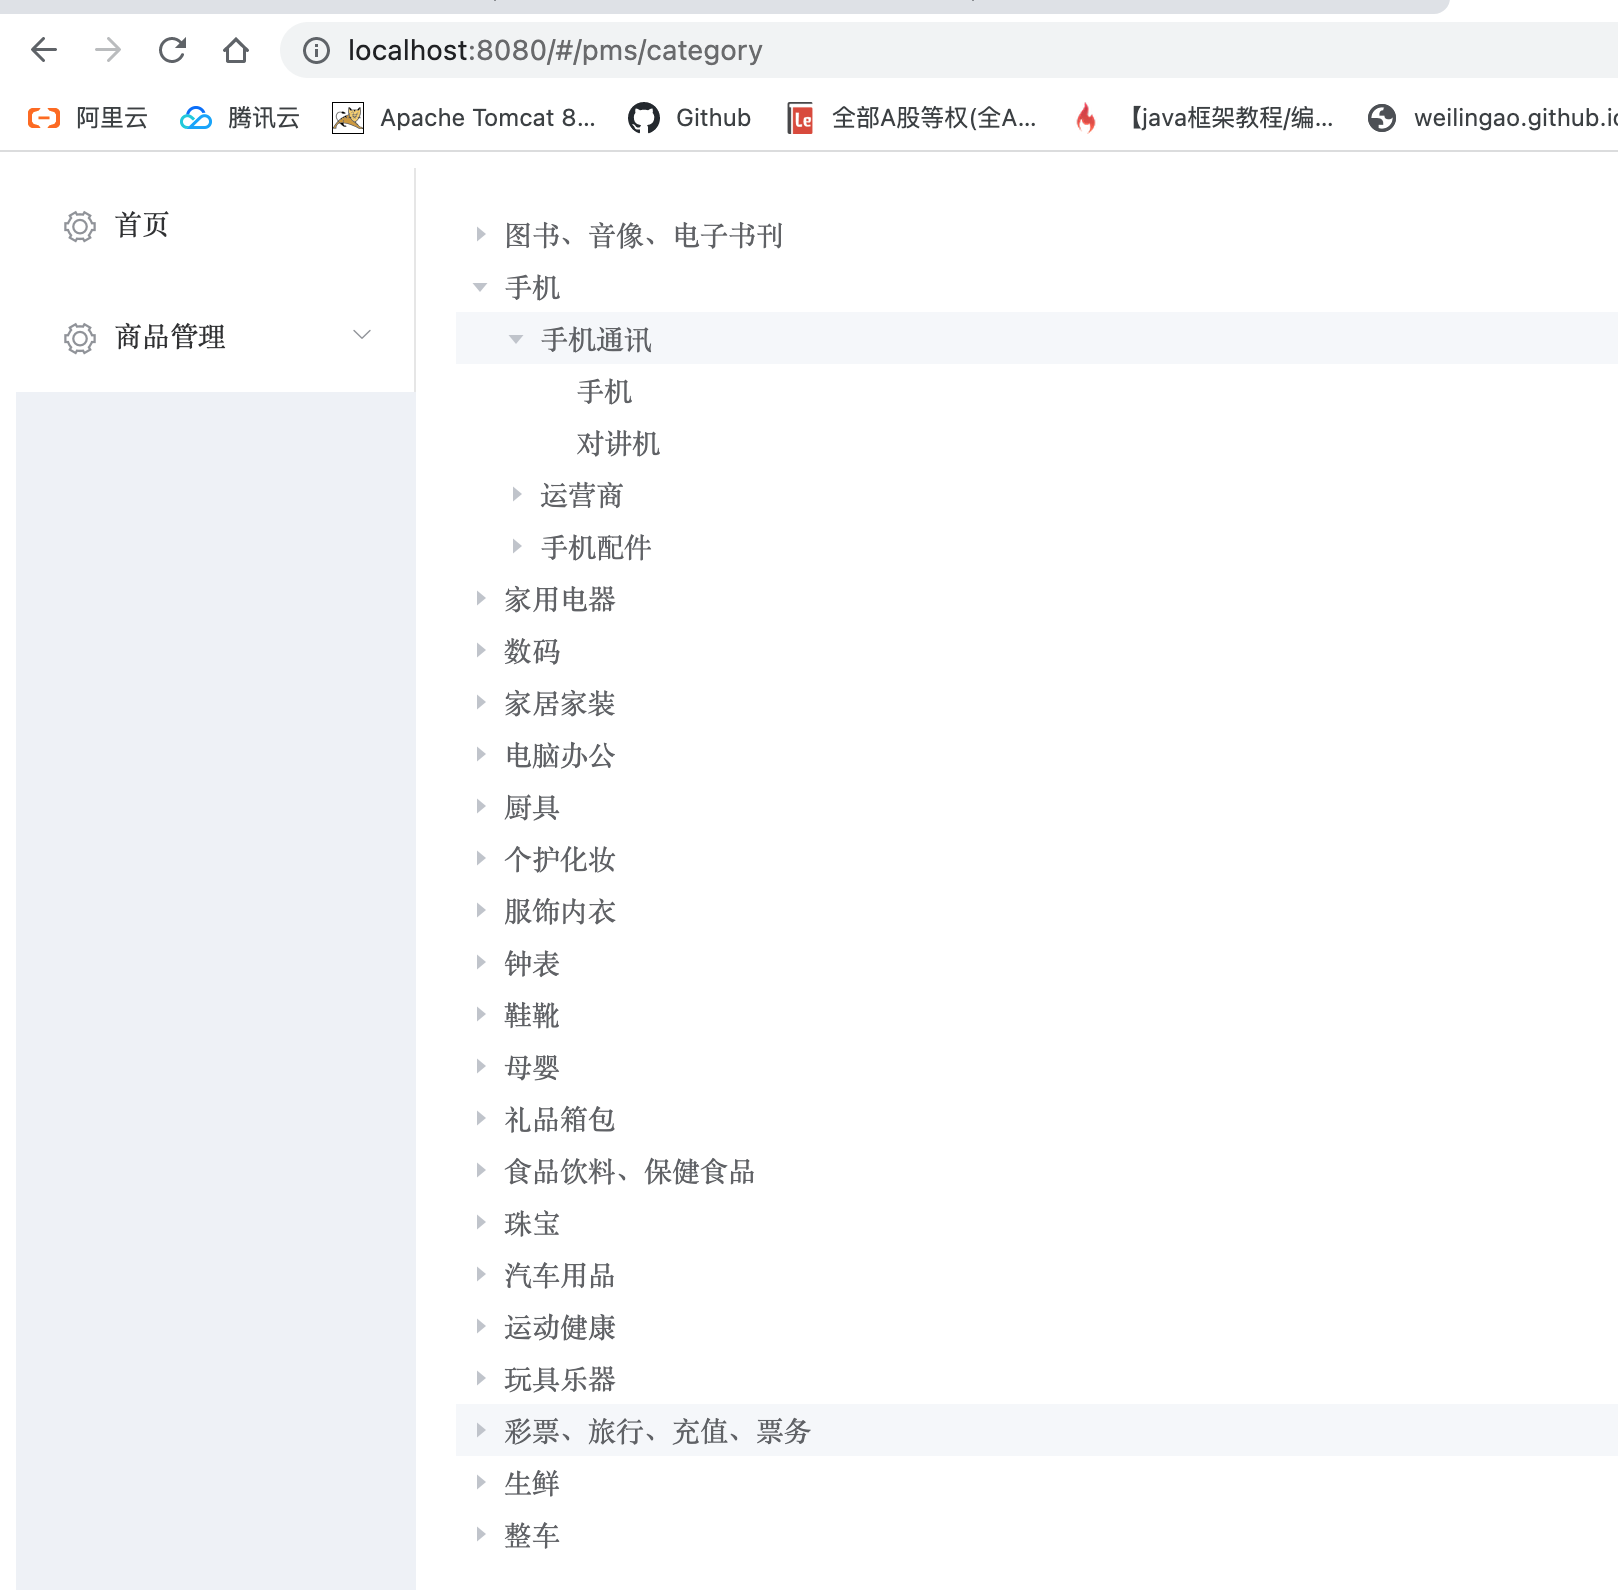 localhost:8080/#/pms/category
阿里云 腾讯云 Apache Tomcat 8... Github 全部A股等权(全A... 【java框架教程/编... weilingao.github.io
首页
商品管理
图书、音像、电子书刊
手机
手机通讯
手机
对讲机
运营商
手机配件
家用电器
数码
家居家装
电脑办公
厨具
个护化妆
服饰内衣
钟表
鞋靴
母婴
礼品箱包
食品饮料、保健食品
珠宝
汽车用品
运动健康
玩具乐器
彩票、旅行、充值、票务
生鲜
整车